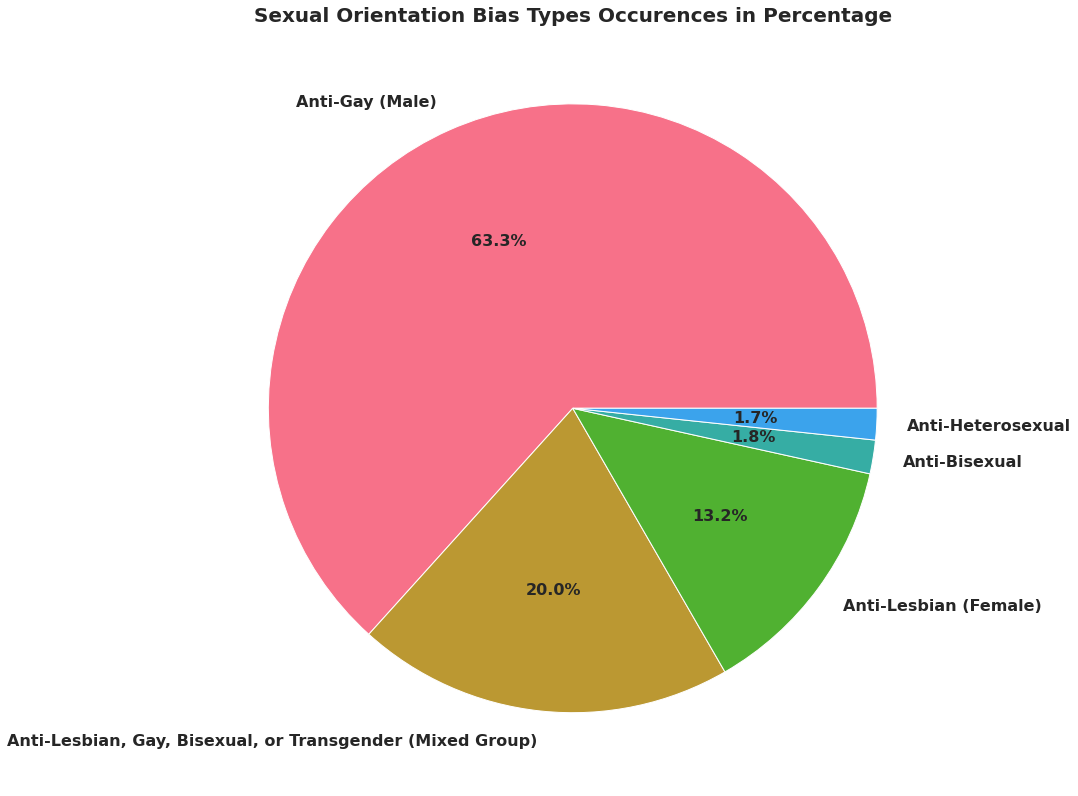 Sexual Orientation Bias Types Occurences in Percentage
Anti-Gay (Male)
63.3%
1.7%
Anti-Heterosexual
1.8%
Anti-Bisexual
13.2%
20.0%
Anti-Lesbian (Female)
Anti-Lesbian, Gay, Bisexual, or Transgender (Mixed Group)